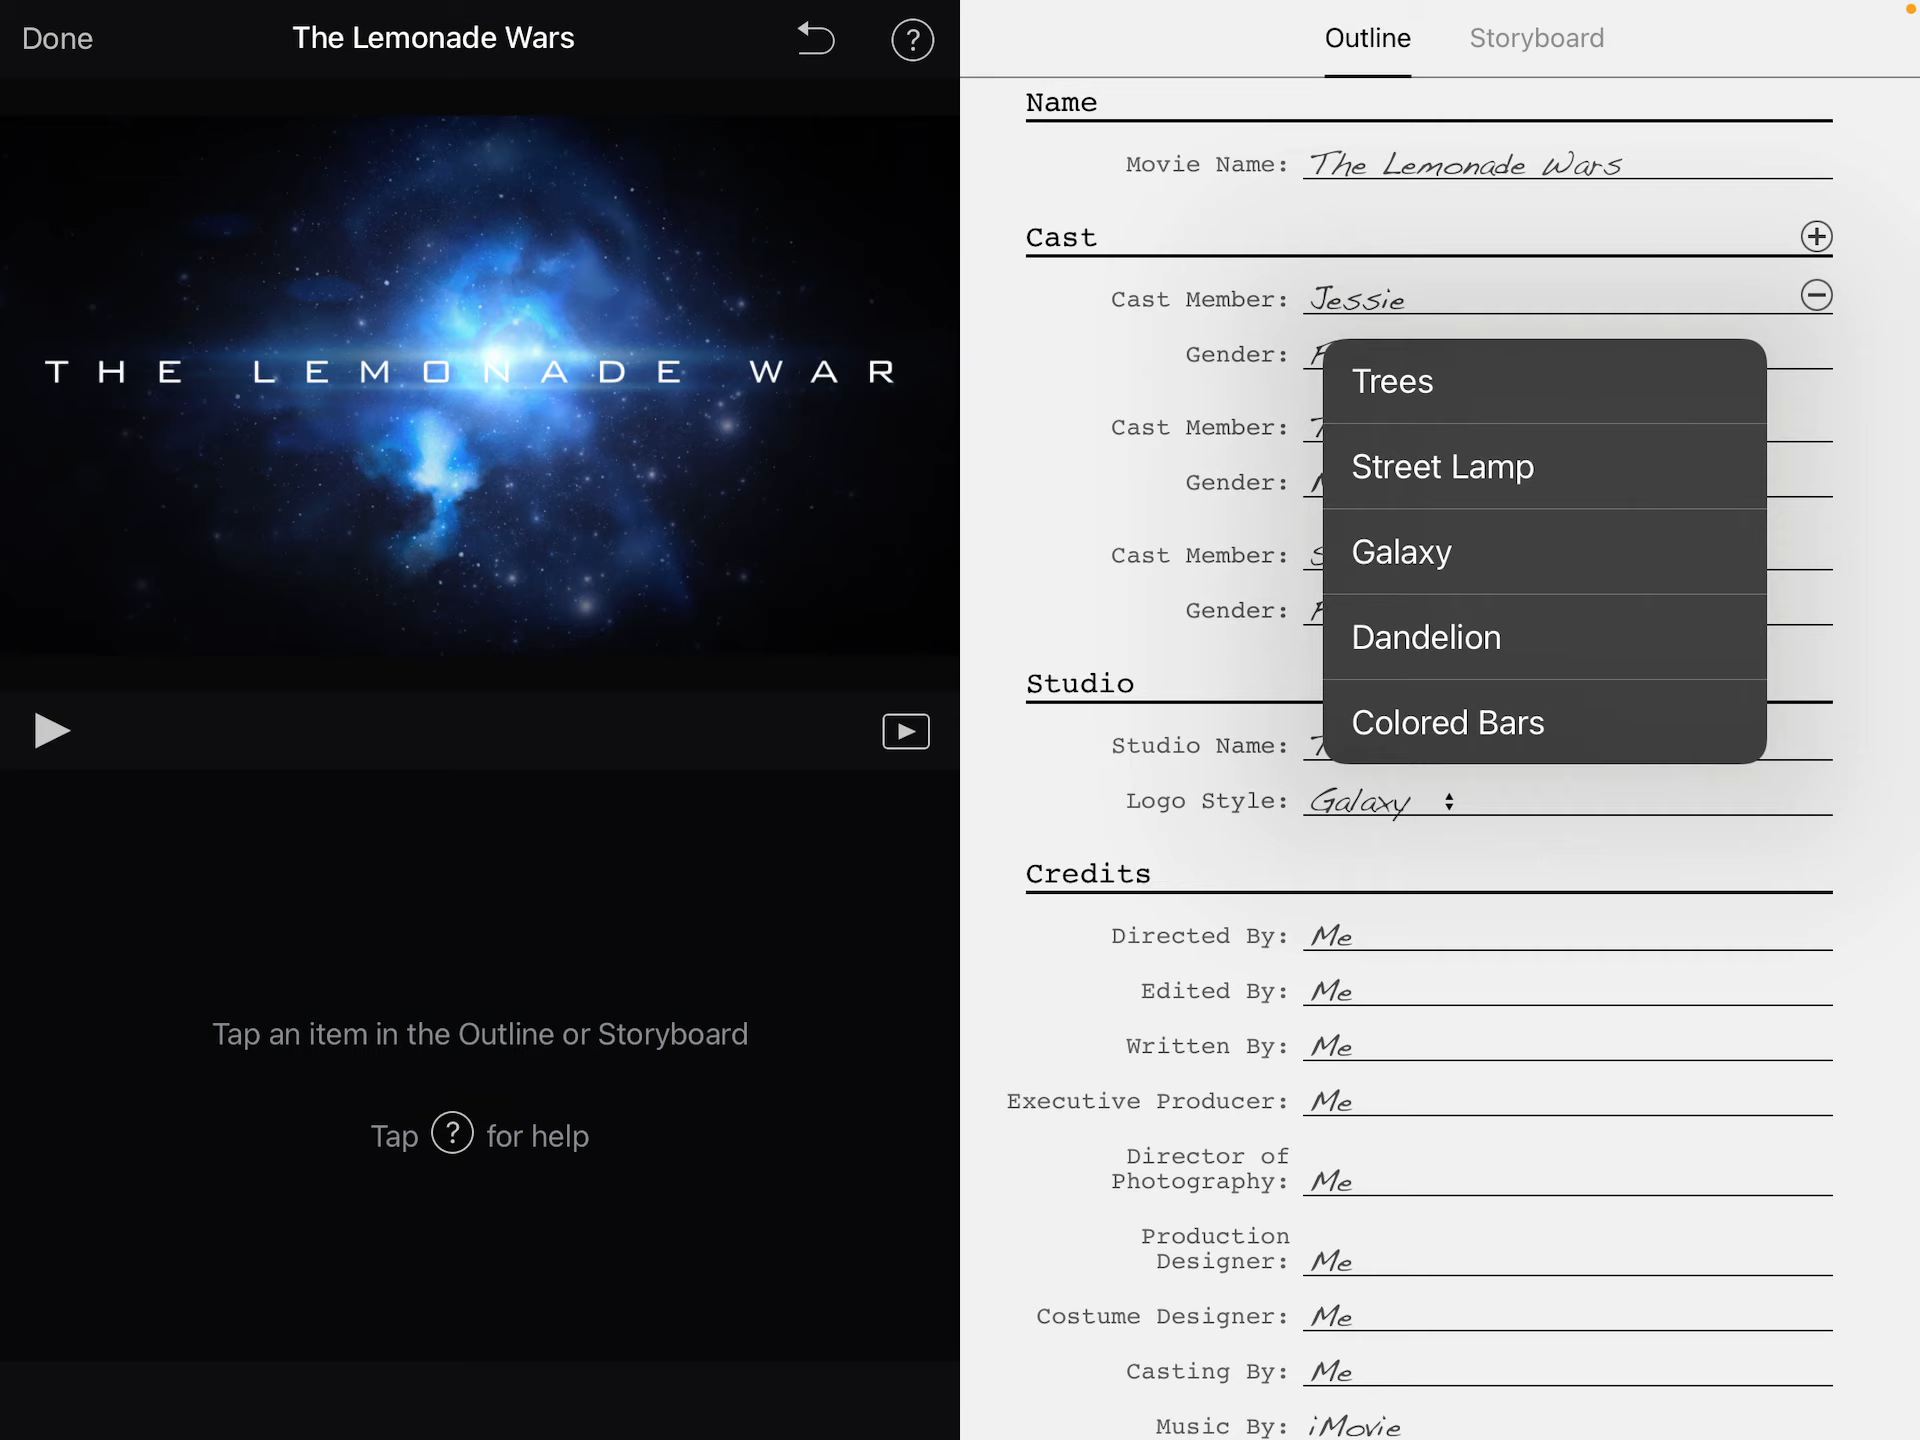 Done
The Lemonade Wars
?
THE LEMONADE WAR
Tap an item in the Outline or Storyboard
Tap ? for help
Outline Storyboard
Name
Movie Name: The Lemonade Wars
Cast
Cast Member: Jessie
Gender:
Cast Member:
Gender:
Cast Member:
Gender:
Trees
Street Lamp
Galaxy
Dandelion
Colored Bars
Studio
Studio Name:
Logo Style: Galaxy
Credits
Directed By: Me
Edited By: Me
Written By: Me
Executive Producer: Me
Director of
Photography: Me
Production
Designer: Me
Costume Designer: Me
Casting By: Me
Music By: iMovie